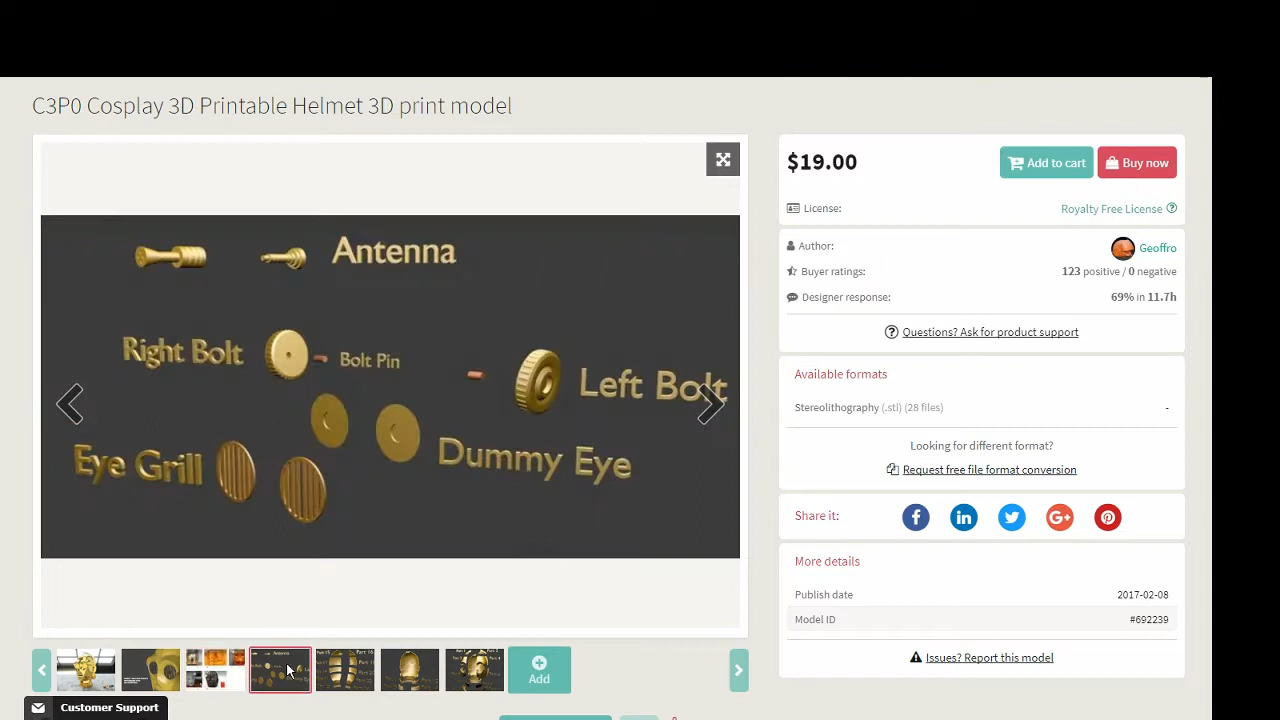 C3P0 Cosplay 3D Printable Helmet 3D print model
Antenna
Right Bolt
Bolt Pin
Left Bolt
Eye Grill
Dummy Eye
Add
Customer Support
$19.00
Add to cart
Buy now
License:
Royalty Free License
Author:
Geoffro
Buyer ratings:
123 positive / 0 negative
Designer response:
69% in 11.7h
Questions? Ask for product support
Available formats
Stereolithography (.stl) (28 files) -
Looking for different format?
Request free file format conversion
Share it:
More details
Publish date
2017-02-08
Model ID
#692239
Issues? Report this model